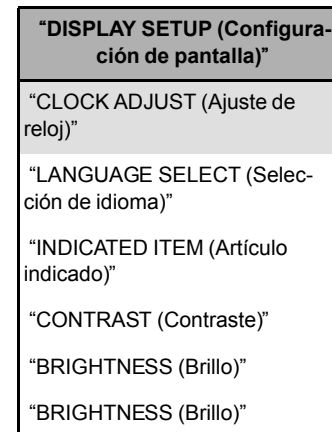 “DISPLAY SETUP (Configura-
ción de pantalla)”
“CLOCK ADJUST (Ajuste de
reloj)”
“LANGUAGE SELECT (Selec-
ción de idioma)”
“INDICATED ITEM (Artículo
indicado)”
“CONTRAST (Contraste)”
“BRIGHTNESS (Brillo)”
“BRIGHTNESS (Brillo)”